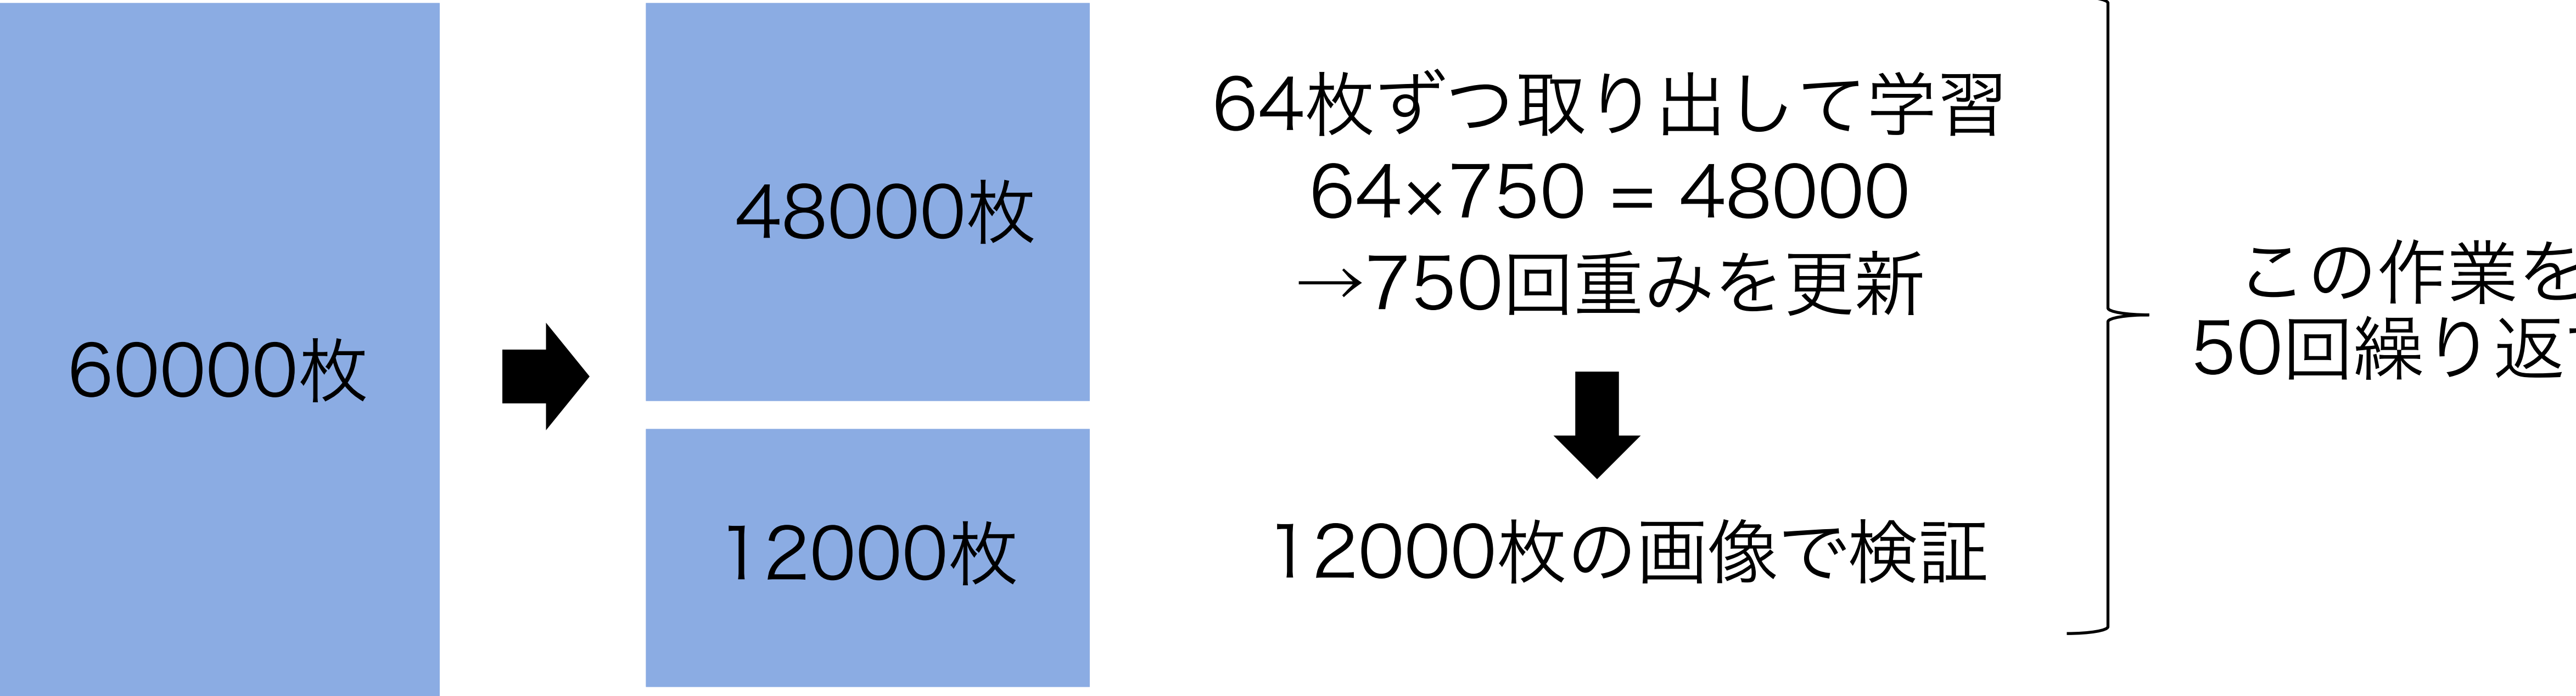 60000枚
48000枚
12000枚
64枚ずつ取り出して学習
64×750 = 48000
→750回重みを更新
12000枚の画像で検証
この作業を
50回繰り返す